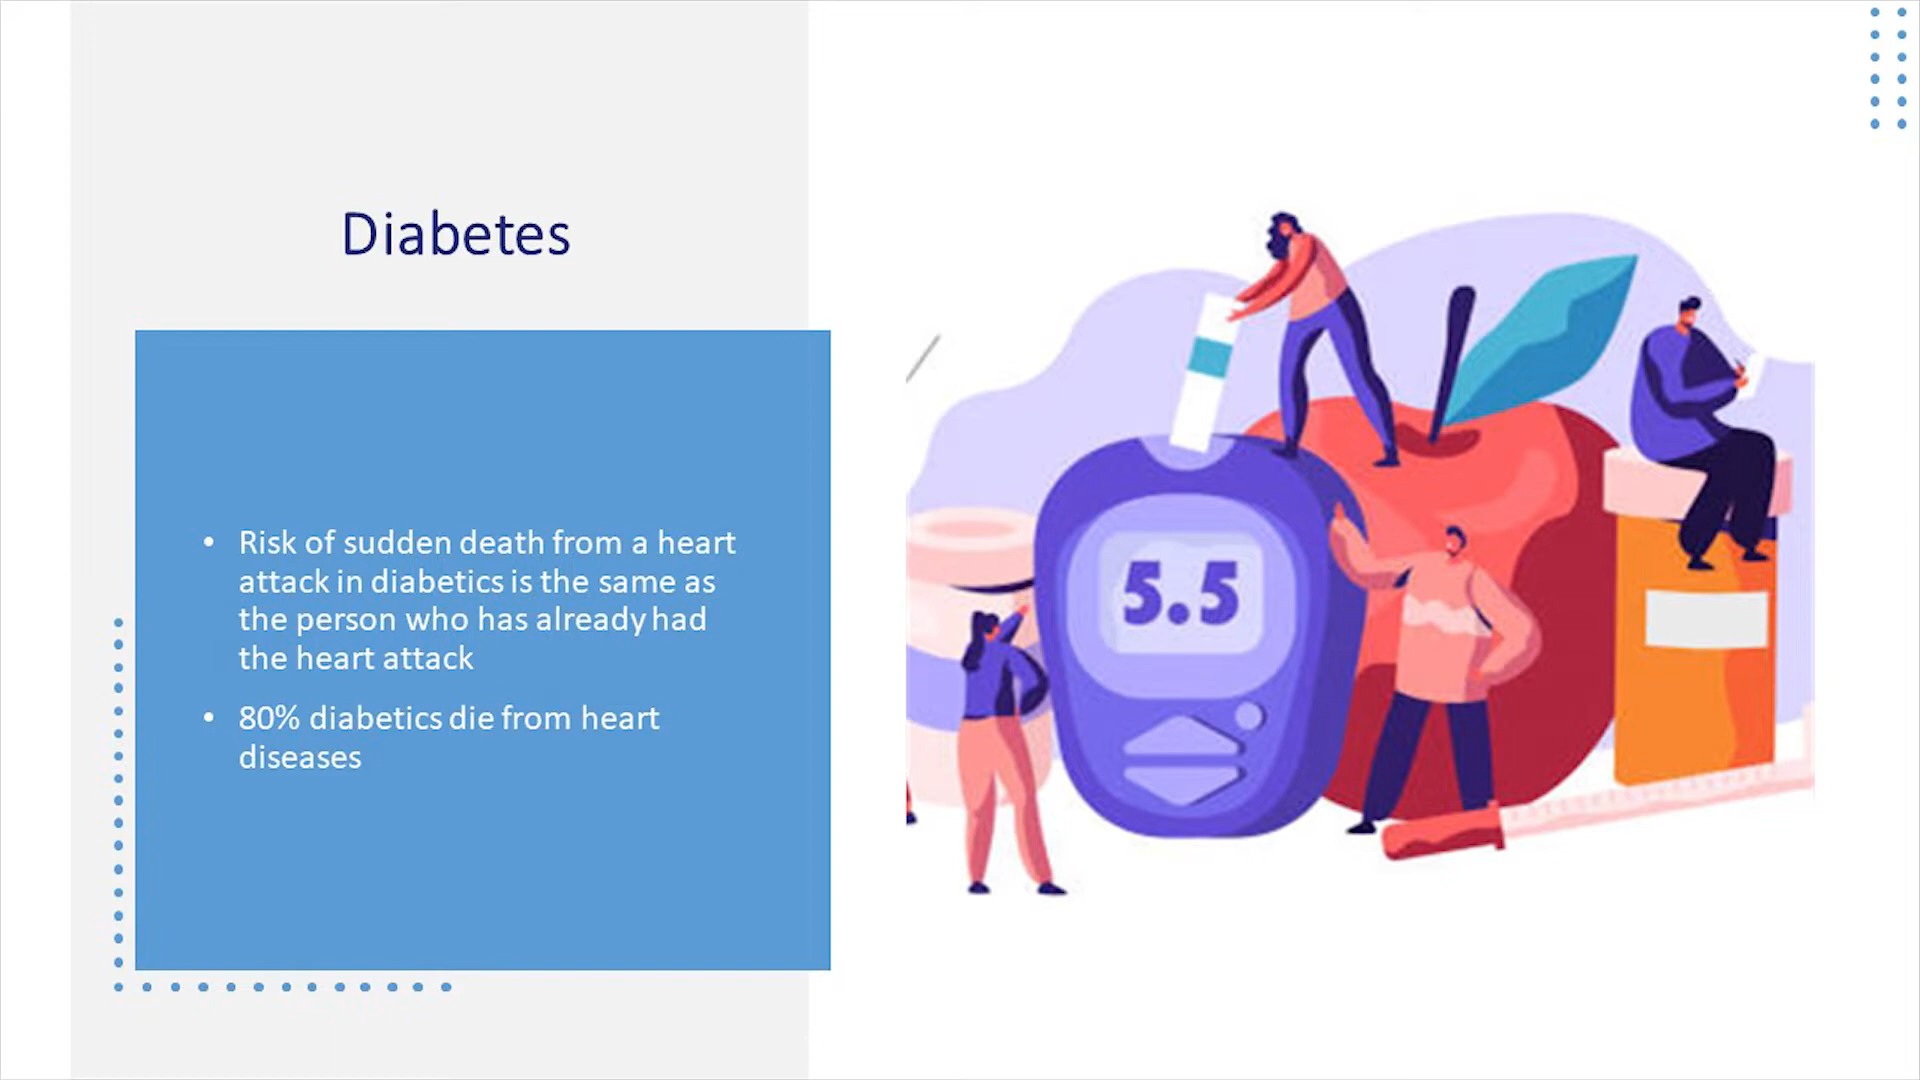 Diabetes
• Risk of sudden death from a heart
attack in diabetics is the same as
the person who has already had
the heart attack
• 80% diabetics die from heart
diseases
5.5